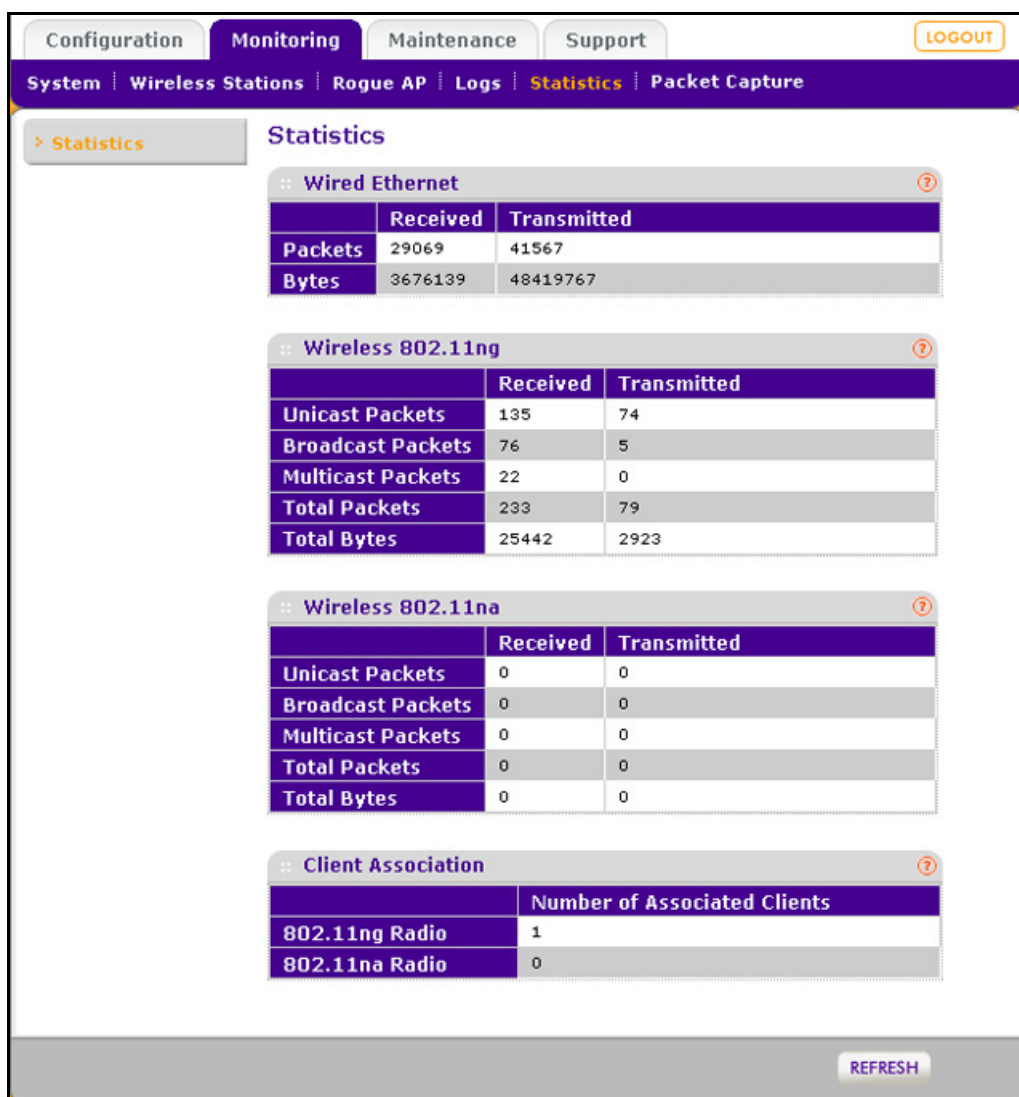 Configuration Monitoring Maintenance Support LOGOUT
System Wireless Stations Rogue AP Logs Statistics Packet Capture
Statistics
Statistics
Wired Ethernet ?
Received Transmitted
Packets 29069 41567
Bytes 3676139 48419767
Wireless 802.11ng ?
Received Transmitted
Unicast Packets 135 74
Broadcast Packets 76 5
Multicast Packets 22 0
Total Packets 233 79
Total Bytes 25442 2923
Wireless 802.11na ?
Received Transmitted
Unicast Packets 0 0
Broadcast Packets 0 0
Multicast Packets 0 0
Total Packets 0 0
Total Bytes 0 0
Client Association ?
Number of Associated Clients
802.11ng Radio 1
802.11na Radio 0
REFRESH